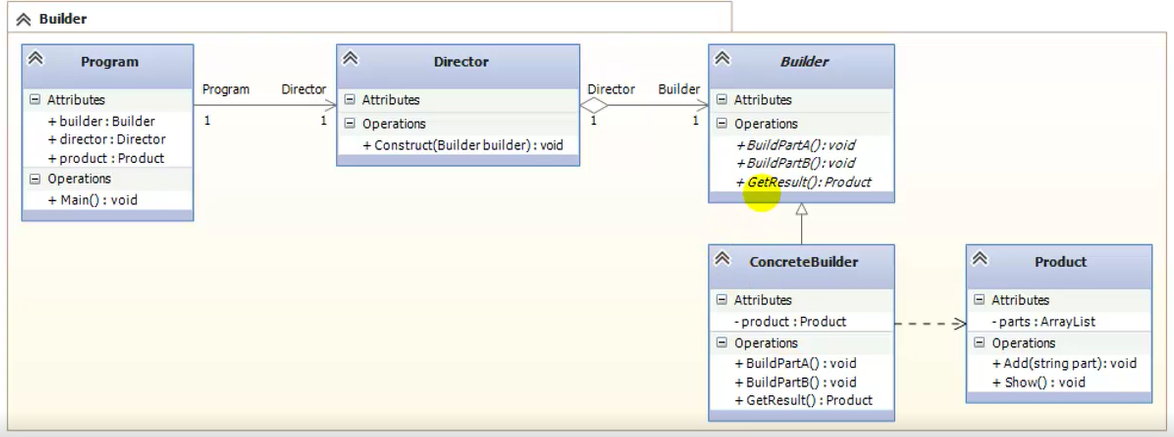 Builder
Program
Attributes
+ builder : Builder
+ director : Director
+ product : Product
Operations
+ Main() : void
Program
Director
1
1
Director
Attributes
Operations
+ Construct(Builder builder) : void
Director
Builder
1
1
Builder
Attributes
Operations
+ BuildPartA() : void
+ BuildPartB() : void
+ GetResult() : Product
ConcreteBuilder
Attributes
- product : Product
Operations
+ BuildPartA() : void
+ BuildPartB() : void
+ GetResult() : Product
Product
Attributes
- parts : ArrayList
Operations
+ Add(string part) : void
+ Show() : void